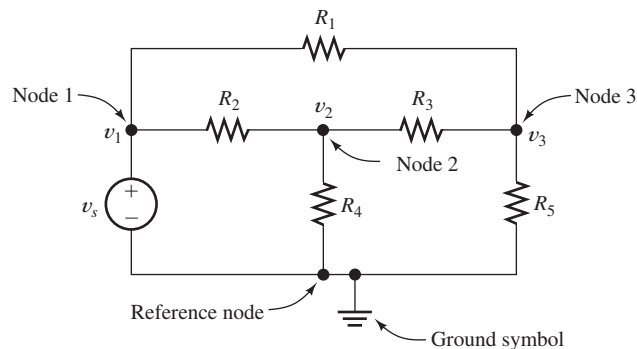 R1
Node 1
R2
v2
R3
Node 3
v1
v3
Node 2
vs
+
−
R4
R5
Reference node
Ground symbol